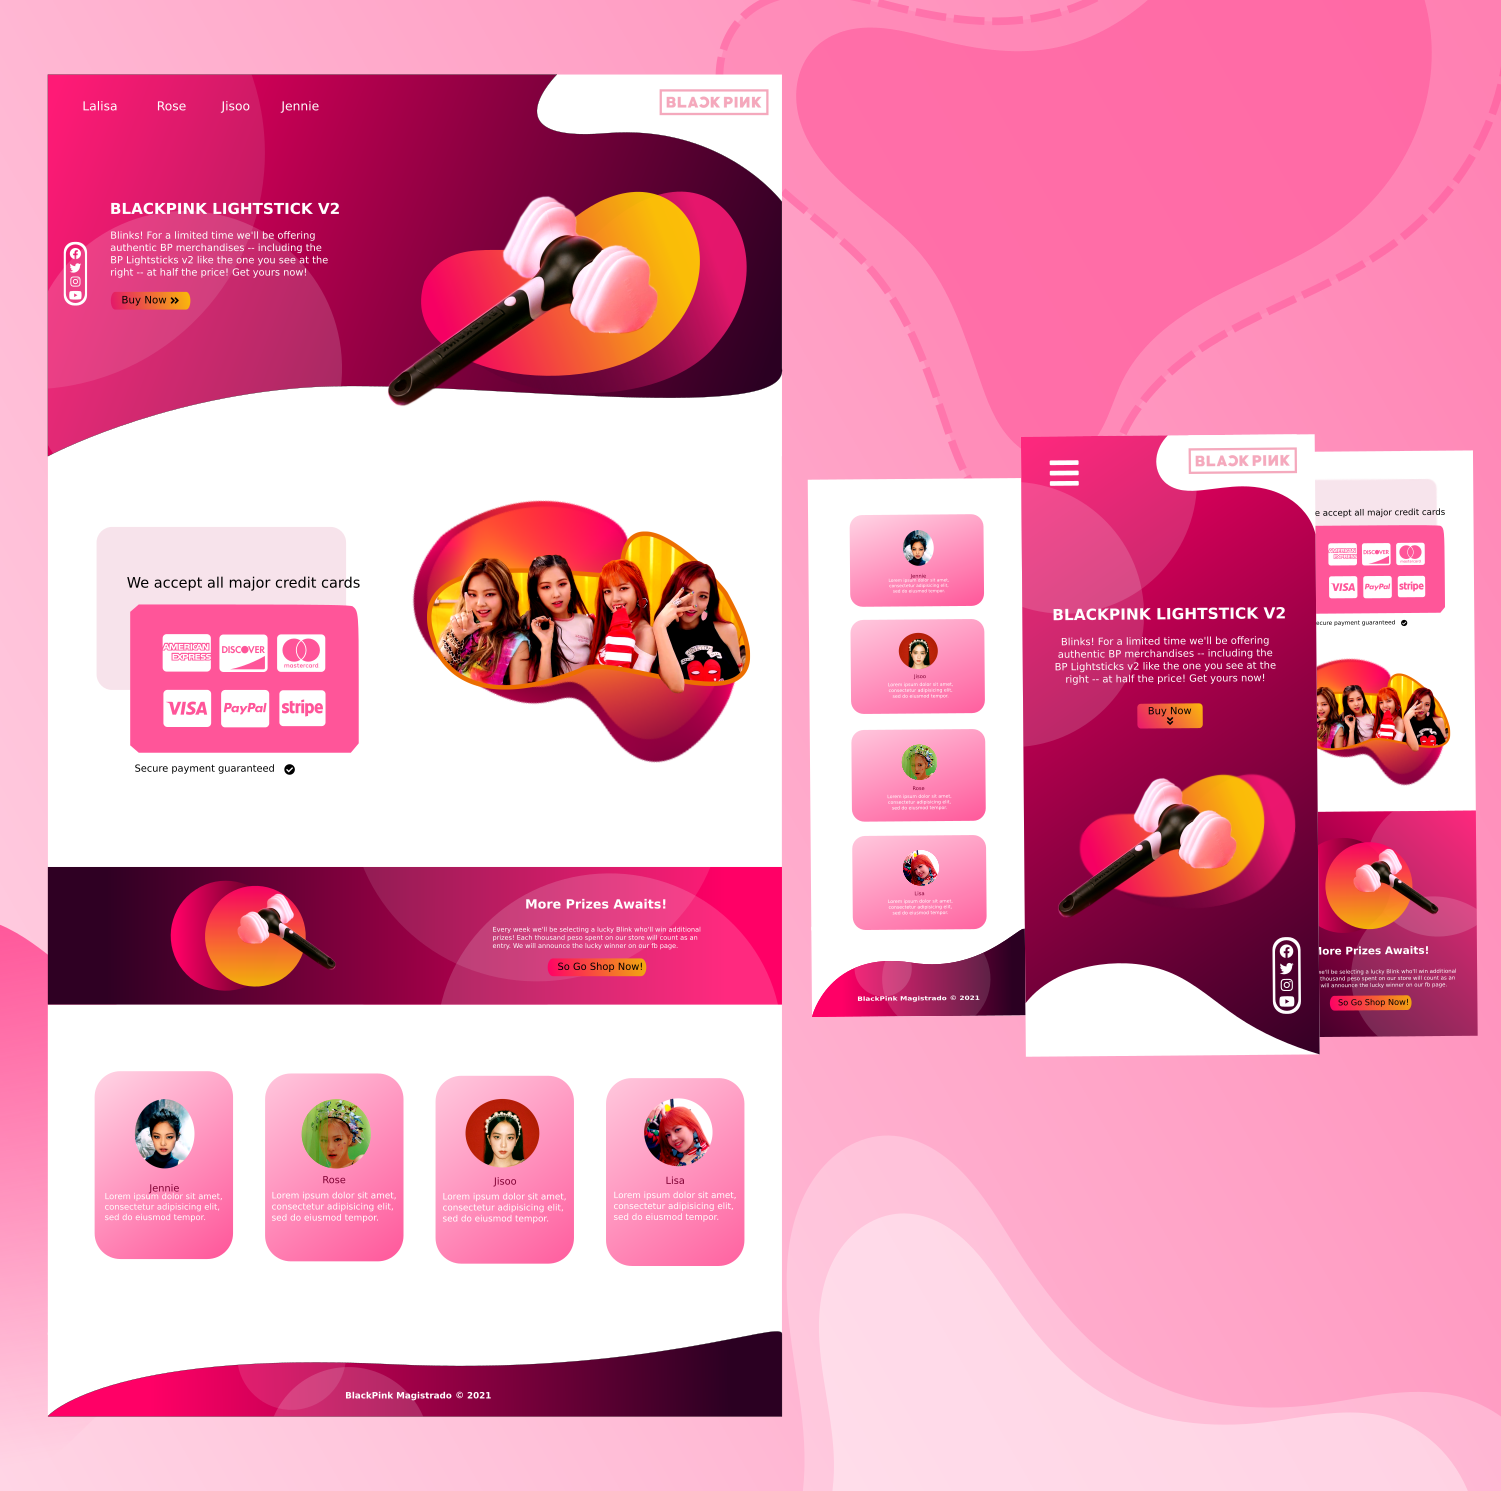 Lalisa Rose Jisoo Jennie
BLACKPINK
BLACKPINK LIGHTSTICK V2
Blinks! For a limited time we'll be offering
authentic BP merchandises -- including the
BP Lightsticks v2 like the one you see at the
right -- at half the price! Get yours now!
Buy Now
We accept all major credit cards
AMERICAN
EXPRESS
DISCOVER
mastercard
VISA
PayPal
stripe
Secure payment guaranteed
More Prizes Awaits!
Every week we'll be selecting a lucky Blink who'll win additional
prizes! Each thousand peso spent on our store will count as an
entry. We will announce the lucky winner on our fb page.
So Go Shop Now!
Jennie
Lorem ipsum dolor sit amet,
consectetur adipisicing elit,
sed do eiusmod tempor.
Rose
Lorem ipsum dolor sit amet,
consectetur adipisicing elit,
sed do eiusmod tempor.
Jisoo
Lorem ipsum dolor sit amet,
consectetur adipisicing elit,
sed do eiusmod tempor.
Lisa
Lorem ipsum dolor sit amet,
consectetur adipisicing elit,
sed do eiusmod tempor.
BlackPink Magistrado © 2021
Jennie
Lorem ipsum dolor sit amet,
consectetur adipisicing elit,
sed do eiusmod tempor.
Jisoo
Lorem ipsum dolor sit amet,
consectetur adipisicing elit,
sed do eiusmod tempor.
Rose
Lorem ipsum dolor sit amet,
consectetur adipisicing elit,
sed do eiusmod tempor.
Lisa
Lorem ipsum dolor sit amet,
consectetur adipisicing elit,
sed do eiusmod tempor.
BlackPink Magistrado © 2021
BLACKPINK
BLACKPINK LIGHTSTICK V2
Blinks! For a limited time we'll be offering
authentic BP merchandises -- including the
BP Lightsticks v2 like the one you see at the
right -- at half the price! Get yours now!
Buy Now
e accept all major credit cards
AMERICAN
EXPRESS
DISCOVER
mastercard
VISA
PayPal
stripe
ecure payment guaranteed
More Prizes Awaits!
we'll be selecting a lucky Blink who'll win additional
thousand peso spent on our store will count as an
will announce the lucky winner on our fb page.
So Go Shop Now!